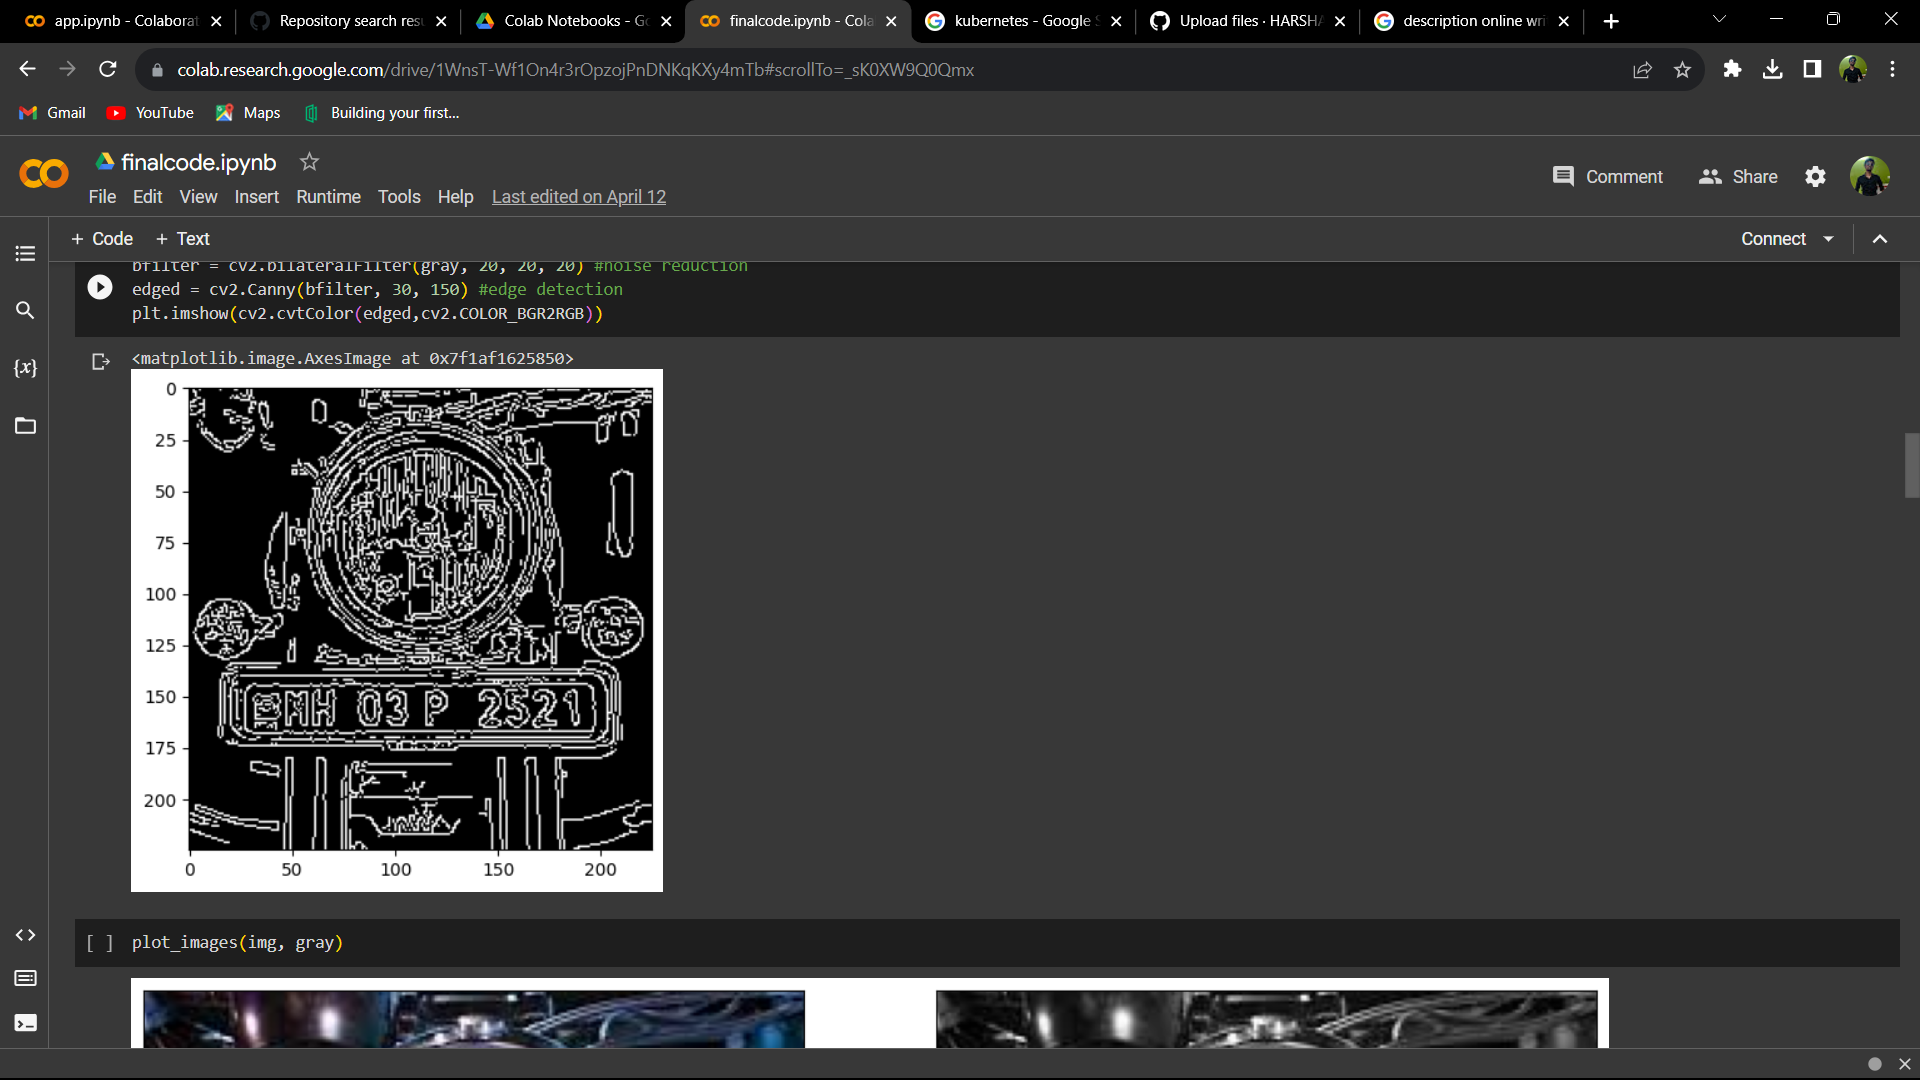 app.ipynb - Colaborat
Repository search resu
Colab Notebooks - Go
finalcode.ipynb - Cola
kubernetes - Google S
Upload files · HARSHA
description online wri
colab.research.google.com/drive/1WnsT-Wf1On4r3rOpzojPnDNKqKXy4mTb#scrollTo=_sK0XW9Q0Qmx
Gmail
YouTube
Maps
Building your first...
finalcode.ipynb
Comment
Share
File Edit View Insert Runtime Tools Help Last edited on April 12
+ Code + Text
Connect
bfilter = cv2.bilateralFilter(gray, 20, 20, 20) #noise reduction
edged = cv2.Canny(bfilter, 30, 150) #edge detection
plt.imshow(cv2.cvtColor(edged,cv2.COLOR_BGR2RGB))
{x}
<matplotlib.image.AxesImage at 0x7f1af1625850>
0
25
50
75
100
125
150
175
200
MH 03 P 2521
0 50 100 150 200
[ ] plot_images(img, gray)